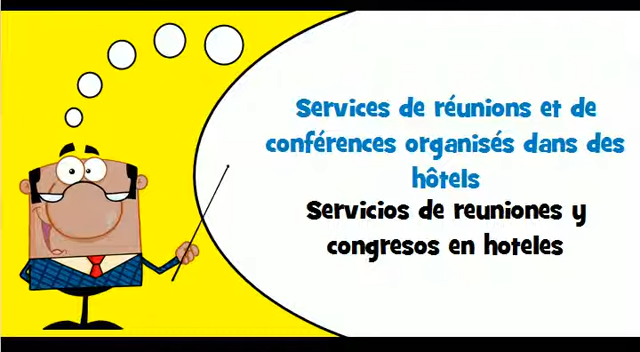 Services de réunions et de
conférences organisés dans des
hôtels
Servicios de reuniones y
congresos en hoteles